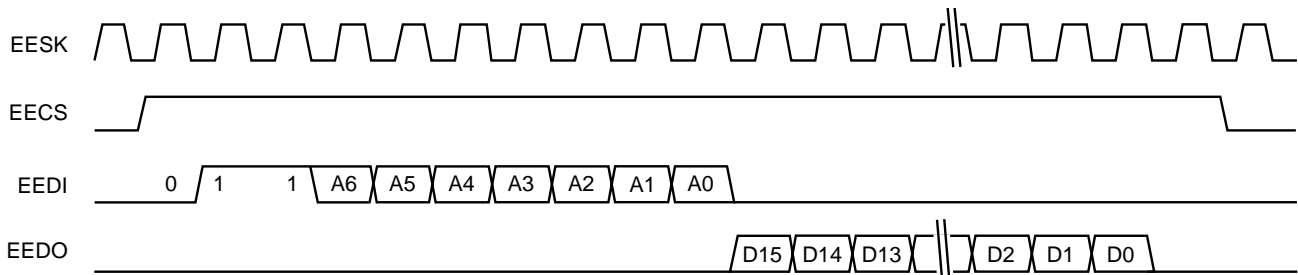 EESK
EECS
EEDI 0 1 1 A6 A5 A4 A3 A2 A1 A0
EEDO D15 D14 D13 D2 D1 D0